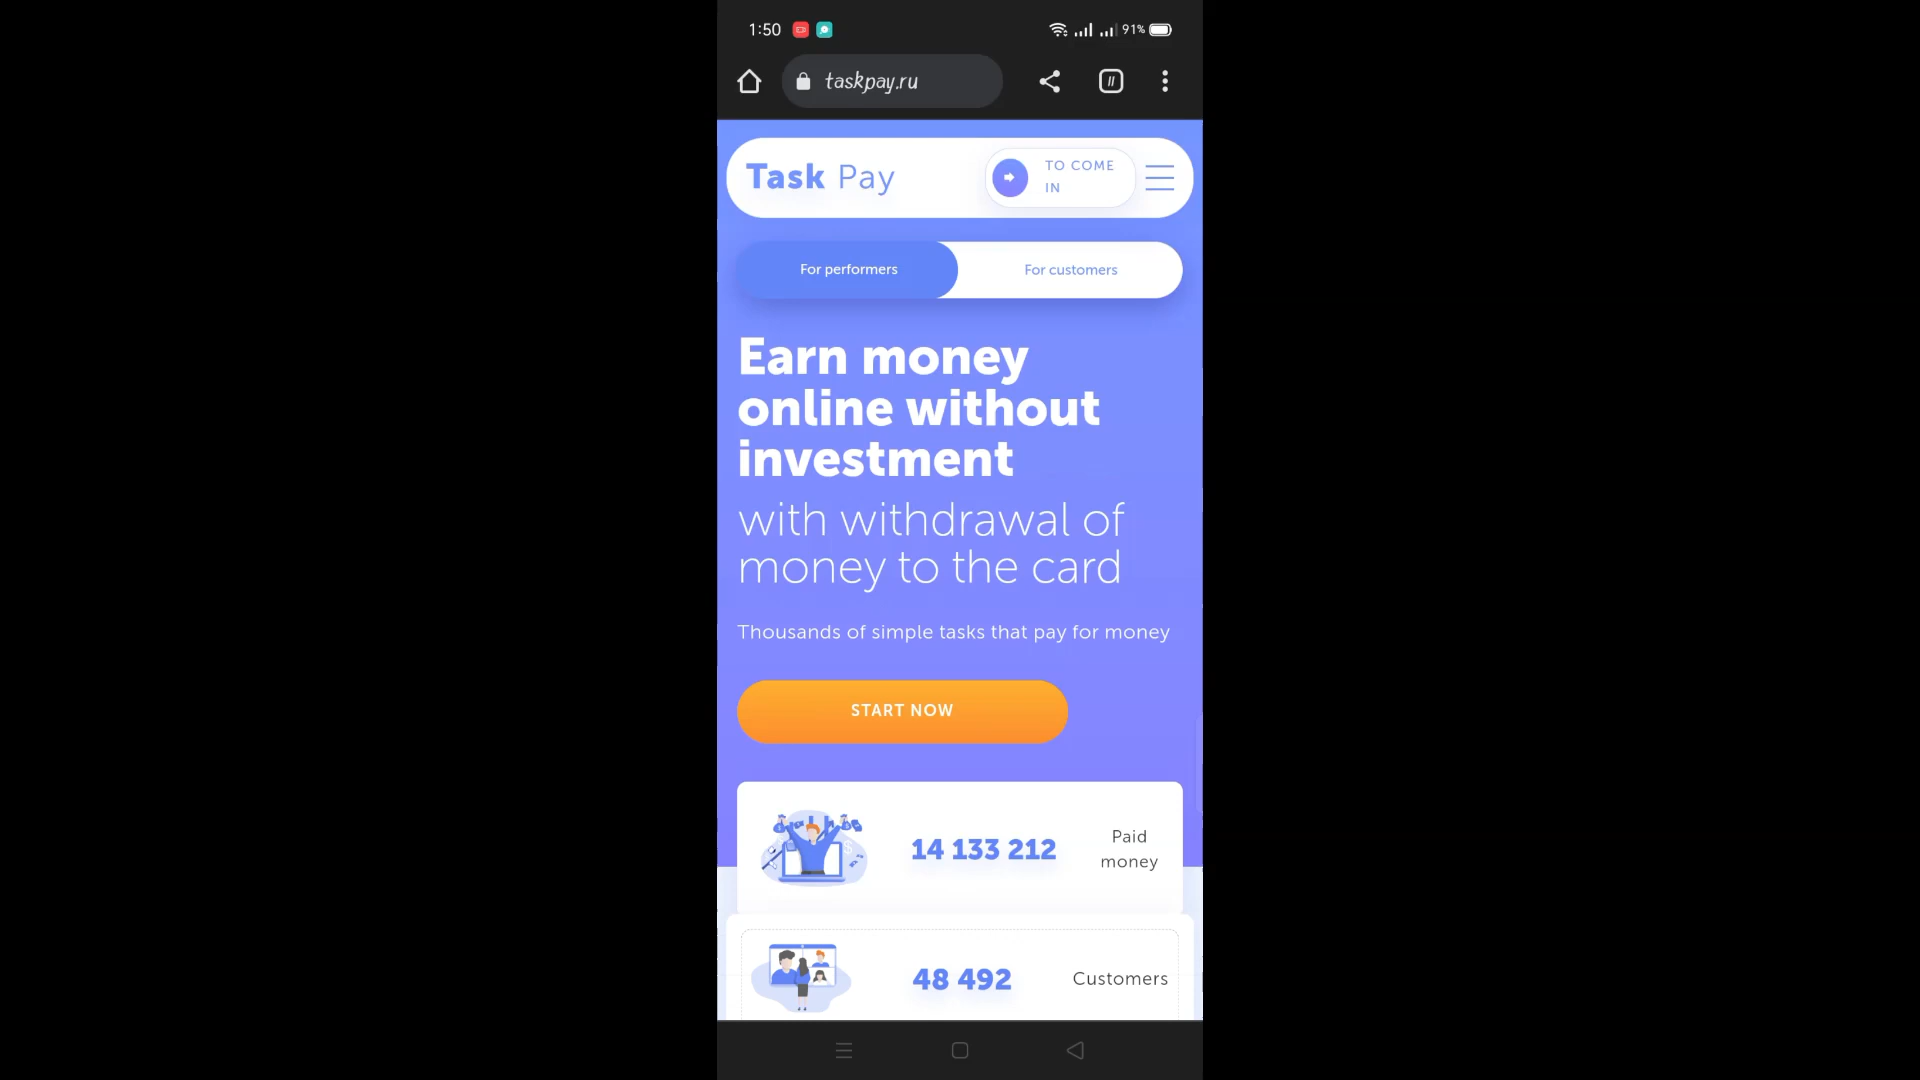 1:50
91%
taskpay.ru
Task Pay
TO COME
IN
For performers
For customers
Earn money
online without
investment
with withdrawal of
money to the card
Thousands of simple tasks that pay for money
START NOW
14 133 212
Paid
money
48 492
Customers